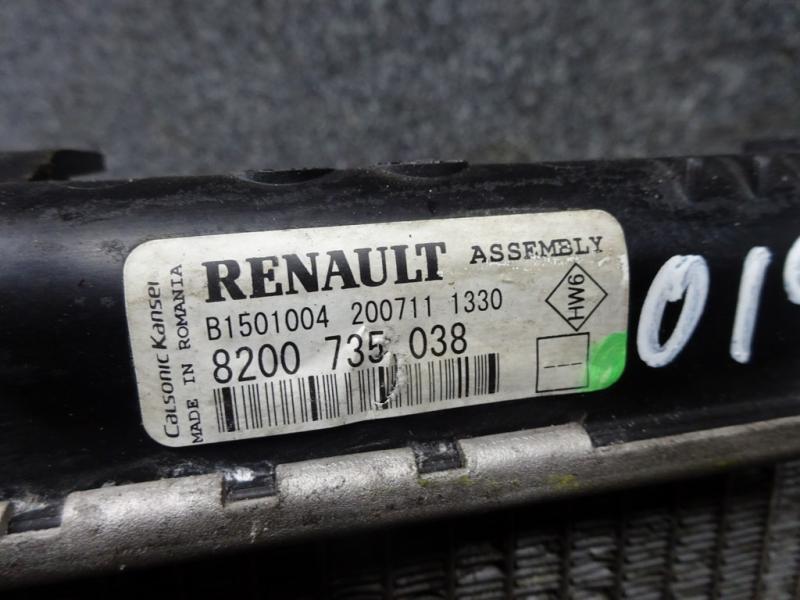 RENAULT ASSEMBLY
B1501004 200711 1330
8200 735 038
Calsonic Kansei
MADE IN ROMANIA
HW6